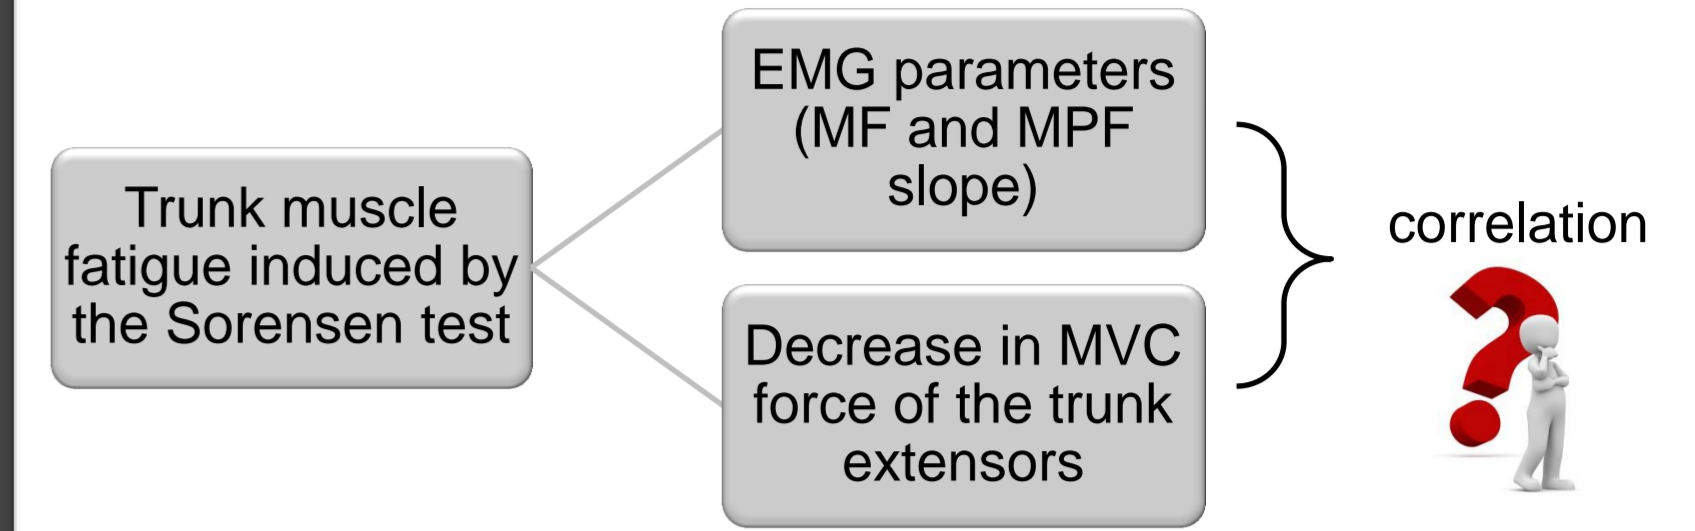 Trunk muscle
fatigue induced by
the Sorensen test
EMG parameters
(MF and MPF
slope)
Decrease in MVC
force of the trunk
extensors
correlation